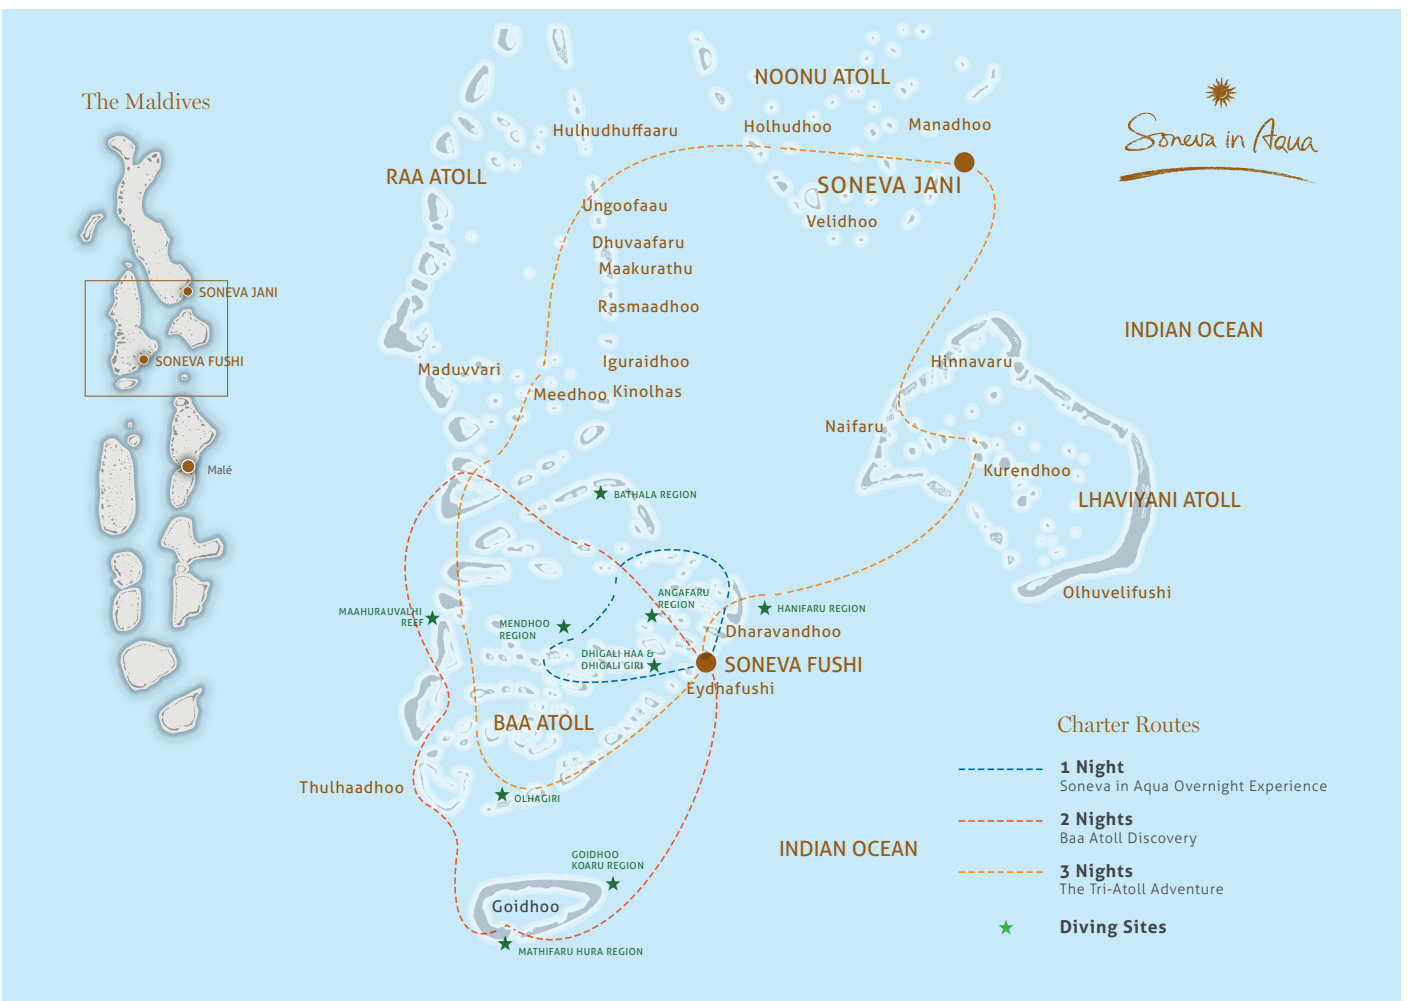 The Maldives
SONEVA JANI
SONEVA FUSHI
Malé
NOONU ATOLL
Hulhudhuffaaru
Holhudhoo
Manadhoo
Soneva in Aqua
RAA ATOLL
SONEVA JANI
Ungoofaau
Velidhoo
Dhuvaafaru
Maakurathu
Rasmaadhoo
INDIAN OCEAN
Maduvvari
Iguraidhoo
Hinnavaru
Meedhoo
Kinolhas
Naifaru
Kurendhoo
BATHALA REGION
LHAVIYANI ATOLL
Olhuvelifushi
MAAHURAUVALHI
REEF
MENDHOO
REGION
ANGAFARU
REGION
HANIFARU REGION
Dharavandhoo
DHIGALI HAA &
DHIGALI GIRI
SONEVA FUSHI
Eydhafushi
BAA ATOLL
Thulhaadhoo
OLHAGIRI
INDIAN OCEAN
GOIDHOO
KOARU REGION
Goidhoo
MATHIFARU HURA REGION
Charter Routes
1 Night
Soneva in Aqua Overnight Experience
2 Nights
Baa Atoll Discovery
3 Nights
The Tri-Atoll Adventure
Diving Sites